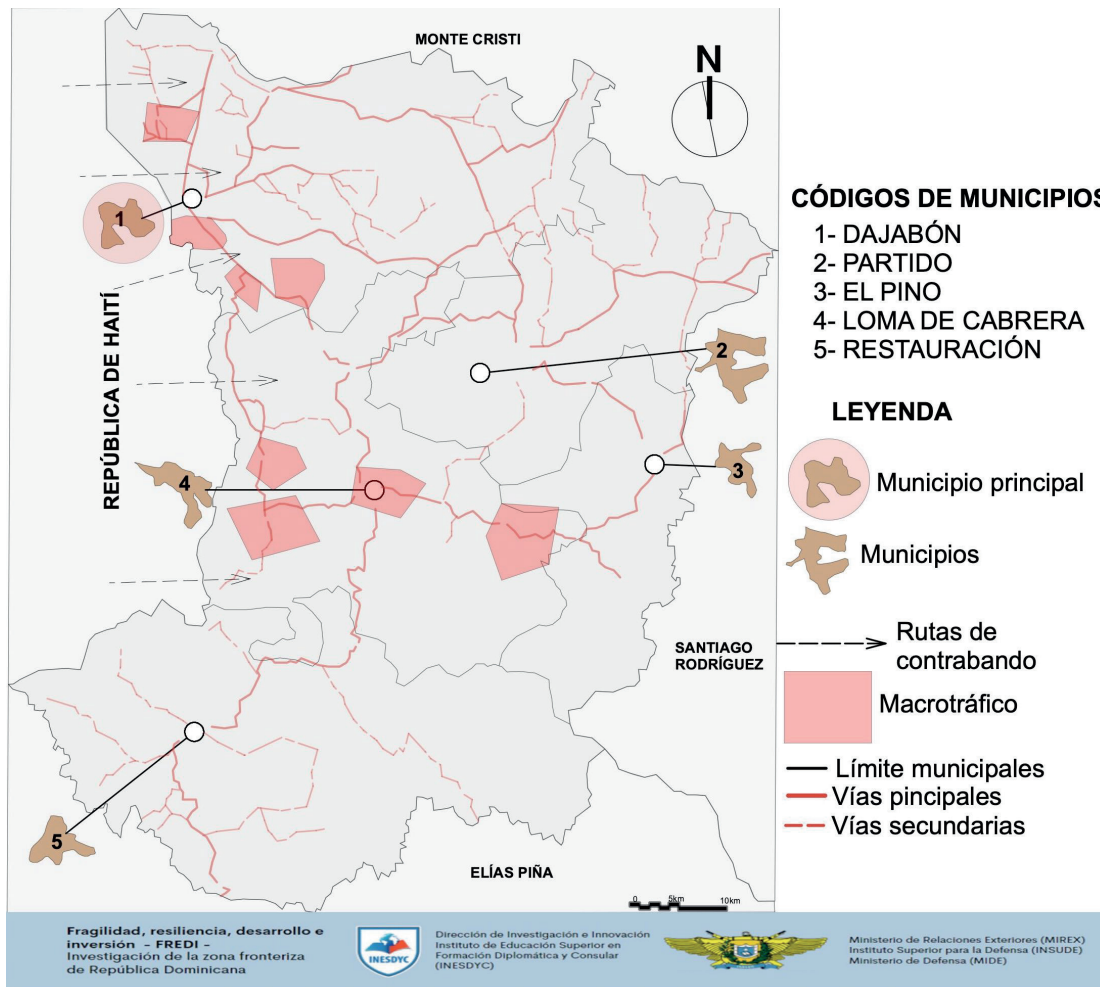 MONTE CRISTI
N
REPÚBLICA DE HAITÍ
1
2
3
4
5
SANTIAGO
RODRÍGUEZ
ELÍAS PIÑA
0 5km 10km
CÓDIGOS DE MUNICIPIOS
1- DAJABÓN
2- PARTIDO
3- EL PINO
4- LOMA DE CABRERA
5- RESTAURACIÓN
LEYENDA
Municipio principal
Municipios
Rutas de
contrabando
Macrotráfico
Límite municipales
Vías pincipales
Vías secundarias
Fragilidad, resiliencia, desarrollo e
inversión - FREDI -
Investigación de la zona fronteriza
de República Dominicana
INESDYC
Dirección de Investigación e Innovación
Instituto de Educación Superior en
Formación Diplomática y Consular
(INESDYC)
Ministerio de Relaciones Exteriores (MIREX)
Instituto Superior para la Defensa (INSUDE)
Ministerio de Defensa (MIDE)